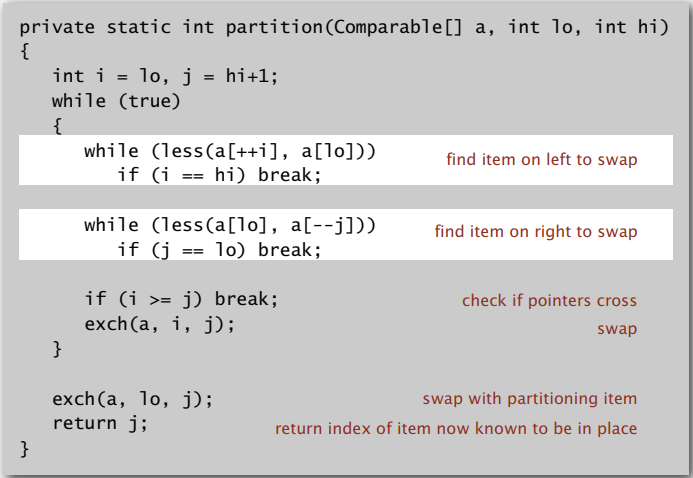 private static int partition(Comparable[] a, int lo, int hi)
{
int i = lo, j = hi+1;
while (true)
{
while (less(a[++i], a[lo])) find item on left to swap
if (i == hi) break;
while (less(a[lo], a[--j])) find item on right to swap
if (j == lo) break;
if (i >= j) break; check if pointers cross
exch(a, i, j); swap
}
exch(a, lo, j); swap with partitioning item
return j; return index of item now known to be in place
}